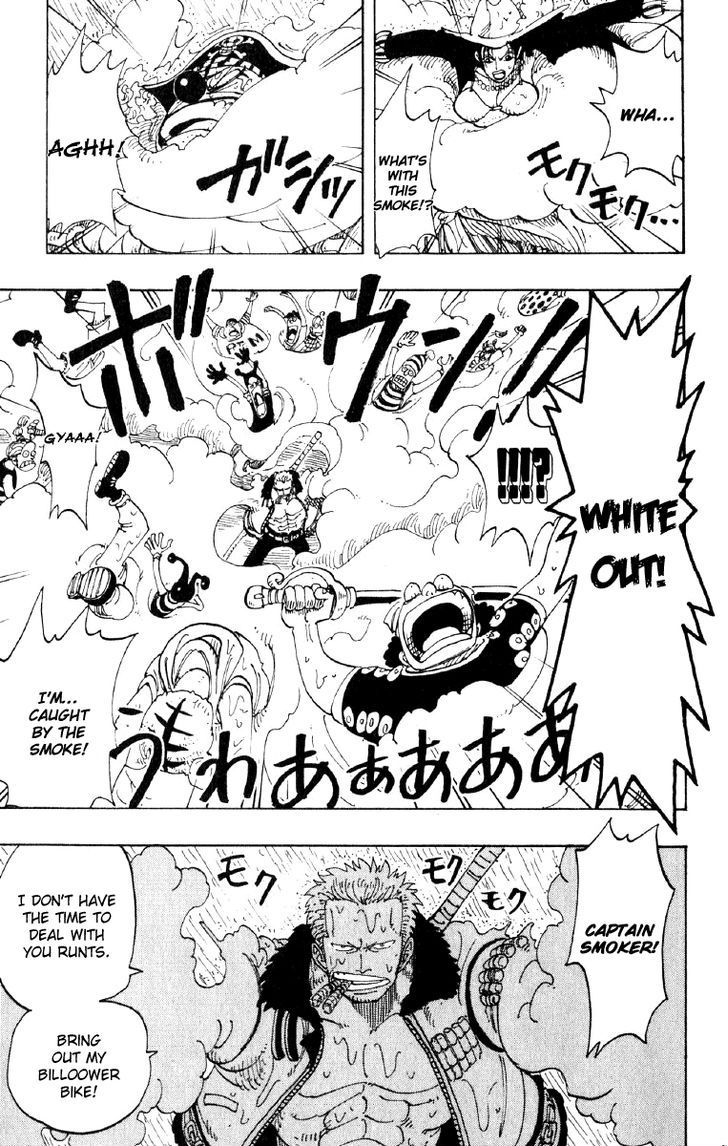 WHA...
WHAT'S
WITH
THIS
SMOKE!?
モクモク...
AGHH!
ガシッ
WHITE
OUT!
!!!?
ボウン!!
GYAAA!
I'M...
CAUGHT
BY THE
SMOKE!
うわあああああ
CAPTAIN
SMOKER!
モク
モク
モク
I DON'T HAVE
THE TIME TO
DEAL WITH
YOU RUNTS.
BRING
OUT MY
BILLOOWER
BIKE!